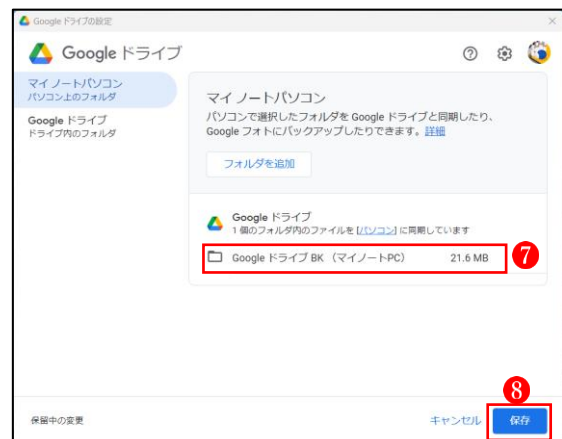 Google ドライブの設定
Google ドライブ
マイ ノートパソコン
パソコン上のフォルダ
Google ドライブ
ドライブ内のフォルダ
マイ ノートパソコン
パソコンで選択したフォルダを Google ドライブと同期したり、
Google フォトにバックアップしたりできます。詳細
フォルダを追加
Google ドライブ
1 個のフォルダ内のファイルを [パソコン] に同期しています
Google ドライブ BK （マイノートPC） 21.6 MB
7
8
保留中の変更
キャンセル
保存